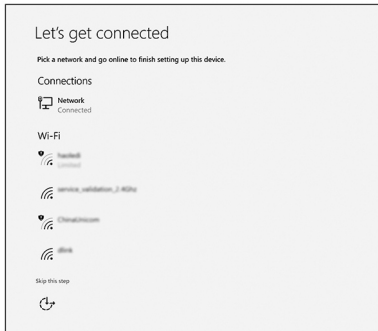 Let's get connected
Pick a network and go online to finish setting up this device.
Connections
Network
Connected
Wi-Fi
Limited
service_validation_2.4Ghz
ChinaUnicom
dlink
Skip this step